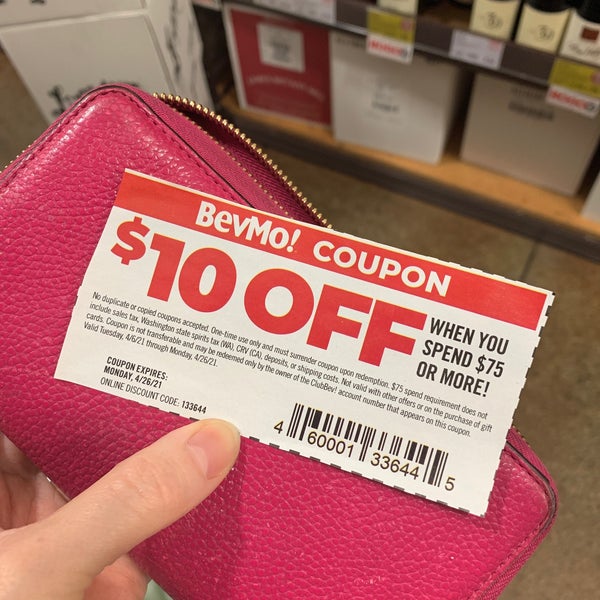 BevMo! COUPON
$10 OFF
WHEN YOU
SPEND $75
OR MORE!
No duplicate or copied coupons accepted. One-time use only and must surrender coupon upon redemption. $75 spend requirement does not
include sales tax, Washington state spirits tax (WA), CRV (CA), deposits, or shipping costs. Not valid with other offers or on the purchase of gift
cards. Coupon is not transferable and may be redeemed only by the owner of the ClubBev! account number that appears on this coupon.
Valid Tuesday, 4/6/21 through Monday, 4/26/21.
COUPON EXPIRES:
MONDAY, 4/26/21
ONLINE DISCOUNT CODE: 133644
4 60001 33644 5